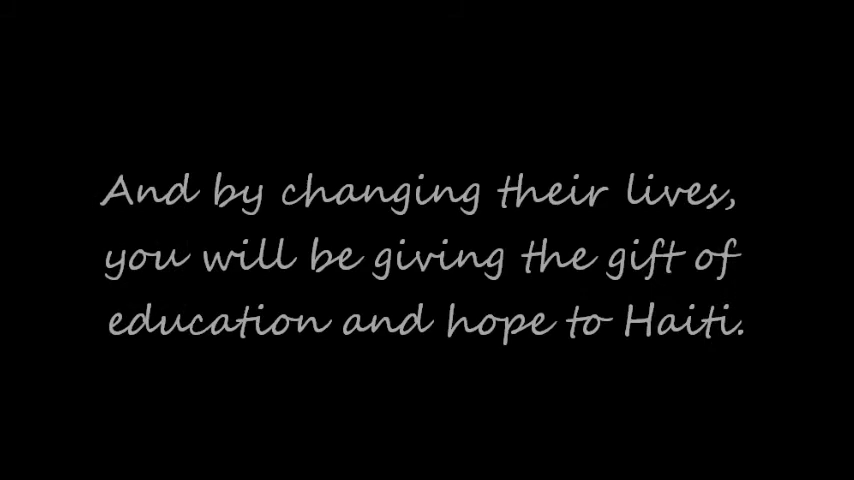 And by changing their lives,
you will be giving the gift of
education and hope to Haiti.